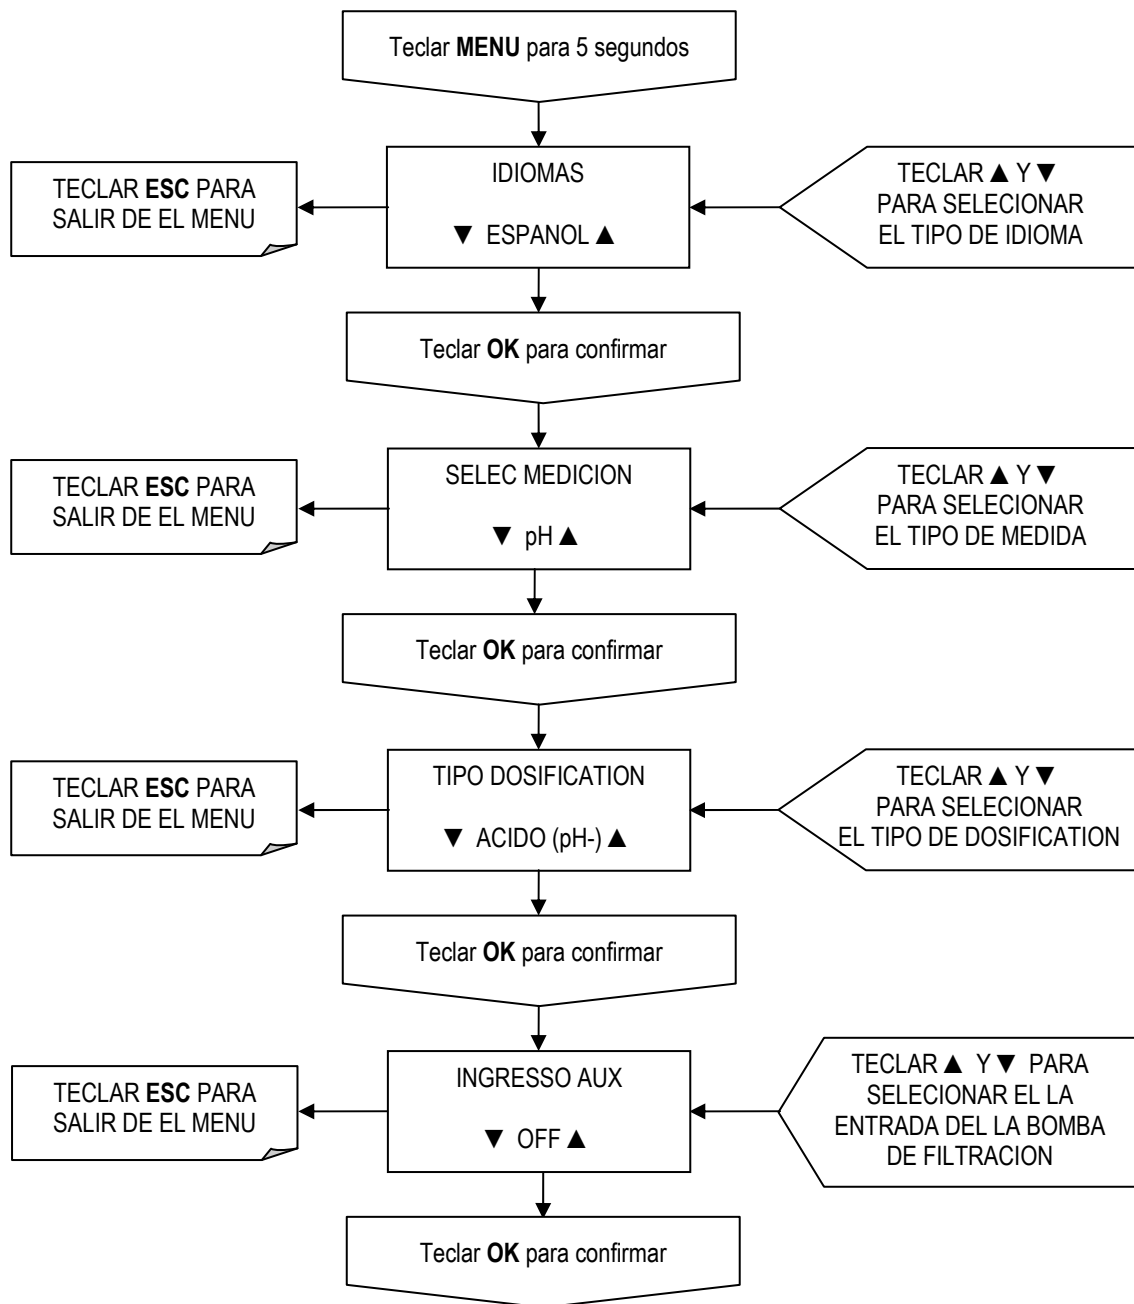 Teclar MENU para 5 segundos
TECLAR ESC PARA
SALIR DE EL MENU
IDIOMAS
▼ ESPANOL ▲
TECLAR ▲ Y ▼
PARA SELECIONAR
EL TIPO DE IDIOMA
Teclar OK para confirmar
TECLAR ESC PARA
SALIR DE EL MENU
SELEC MEDICION
▼ pH ▲
TECLAR ▲ Y ▼
PARA SELECIONAR
EL TIPO DE MEDIDA
Teclar OK para confirmar
TECLAR ESC PARA
SALIR DE EL MENU
TIPO DOSIFICATION
▼ ACIDO (pH-) ▲
TECLAR ▲ Y ▼
PARA SELECIONAR
EL TIPO DE DOSIFICATION
Teclar OK para confirmar
TECLAR ESC PARA
SALIR DE EL MENU
INGRESSO AUX
▼ OFF ▲
TECLAR ▲ Y ▼ PARA
SELECIONAR EL LA
ENTRADA DEL LA BOMBA
DE FILTRACION
Teclar OK para confirmar